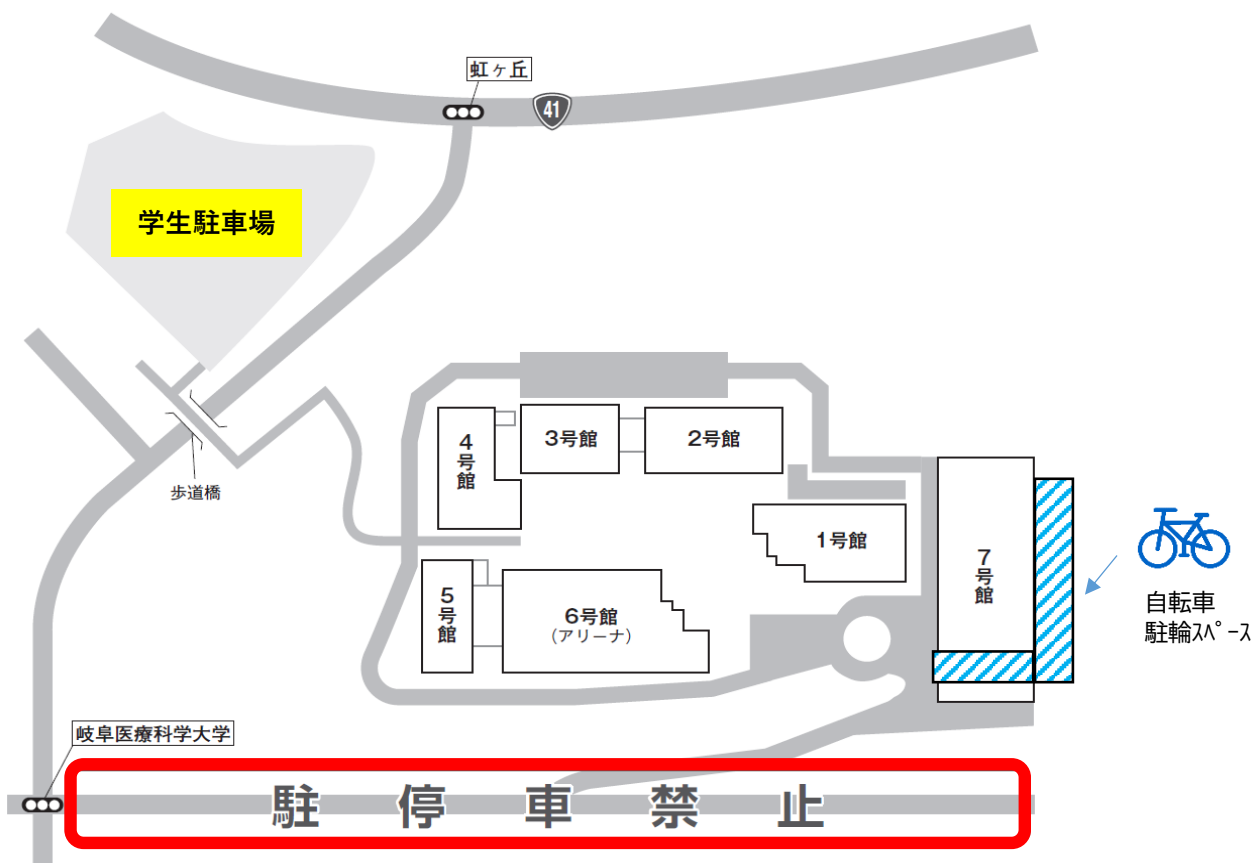 虹ヶ丘
41
学生駐車場
歩道橋
4号館
3号館
2号館
1号館
7号館
自転車
駐輪スペース
5号館
6号館
(アリーナ)
岐阜医療科学大学
駐停車禁止